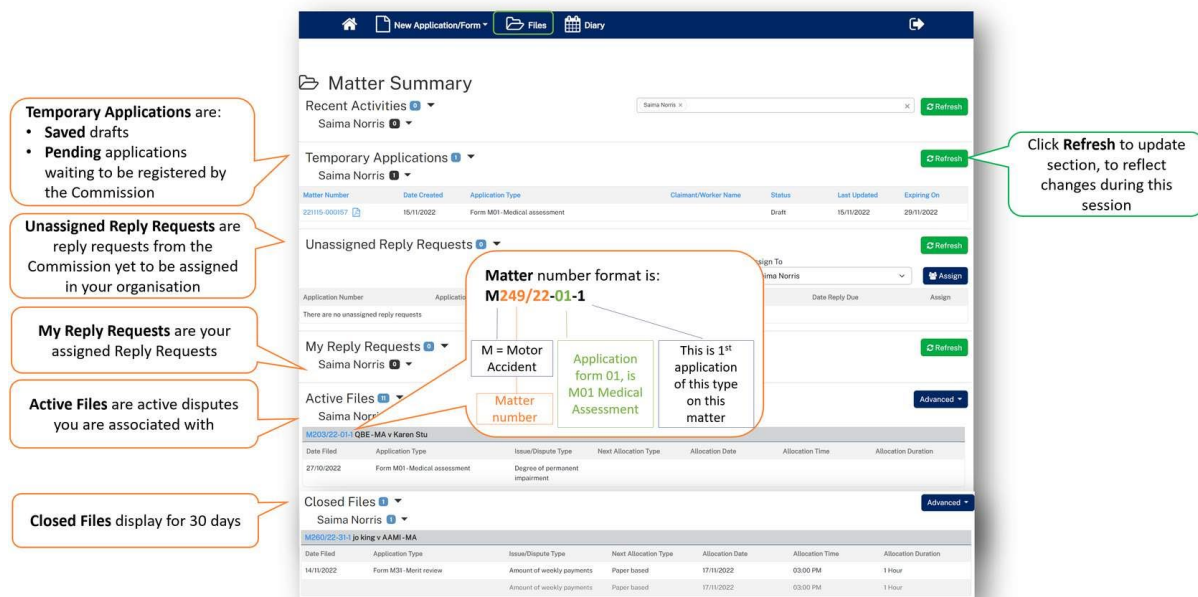 New Application/Form
Files
Diary
Matter Summary
Recent Activities 0
Saima Norris ×
×
Refresh
Saima Norris 0
Temporary Applications are:
• Saved drafts
• Pending applications
waiting to be registered by
the Commission
Temporary Applications 1
Refresh
Saima Norris 1
Click Refresh to update
section, to reflect
changes during this
session
Matter Number Date Created Application Type Claimant/Worker Name Status Last Updated Expiring On
221115-000157 15/11/2022 Form M01-Medical assessment Draft 15/11/2022 29/11/2022
Unassigned Reply Requests are
reply requests from the
Commission yet to be assigned
in your organisation
Unassigned Reply Requests 0
Refresh
Assign
Application Number Date Reply Due Assign
There are no unassigned reply requests
Matter number format is:
M249/22-01-1
M = Motor
Accident
Matter
number
Application
form 01, is
M01 Medical
Assessment
This is 1st
application
of this type
on this
matter
My Reply Requests are your
assigned Reply Requests
My Reply Requests 0
Refresh
Saima Norris 0
Active Files are active disputes
you are associated with
Active Files 11
Advanced
M203/22-01-1 QBE-MA v Karen Stu
Date Filed Application Type Issue/Dispute Type Next Allocation Type Allocation Date Allocation Time Allocation Duration
27/10/2022 Form M01-Medical assessment Degree of permanent
impairment
Closed Files display for 30 days
Closed Files 1
Advanced
Saima Norris 1
M260/22-31-1 jo king v AAMI-MA
Date Filed Application Type Issue/Dispute Type Next Allocation Type Allocation Date Allocation Time Allocation Duration
14/11/2022 Form M31-Merit review Amount of weekly payments Paper based 17/11/2022 03:00 PM 1 Hour
Amount of weekly payments Paper based 17/11/2022 03:00 PM 1 Hour